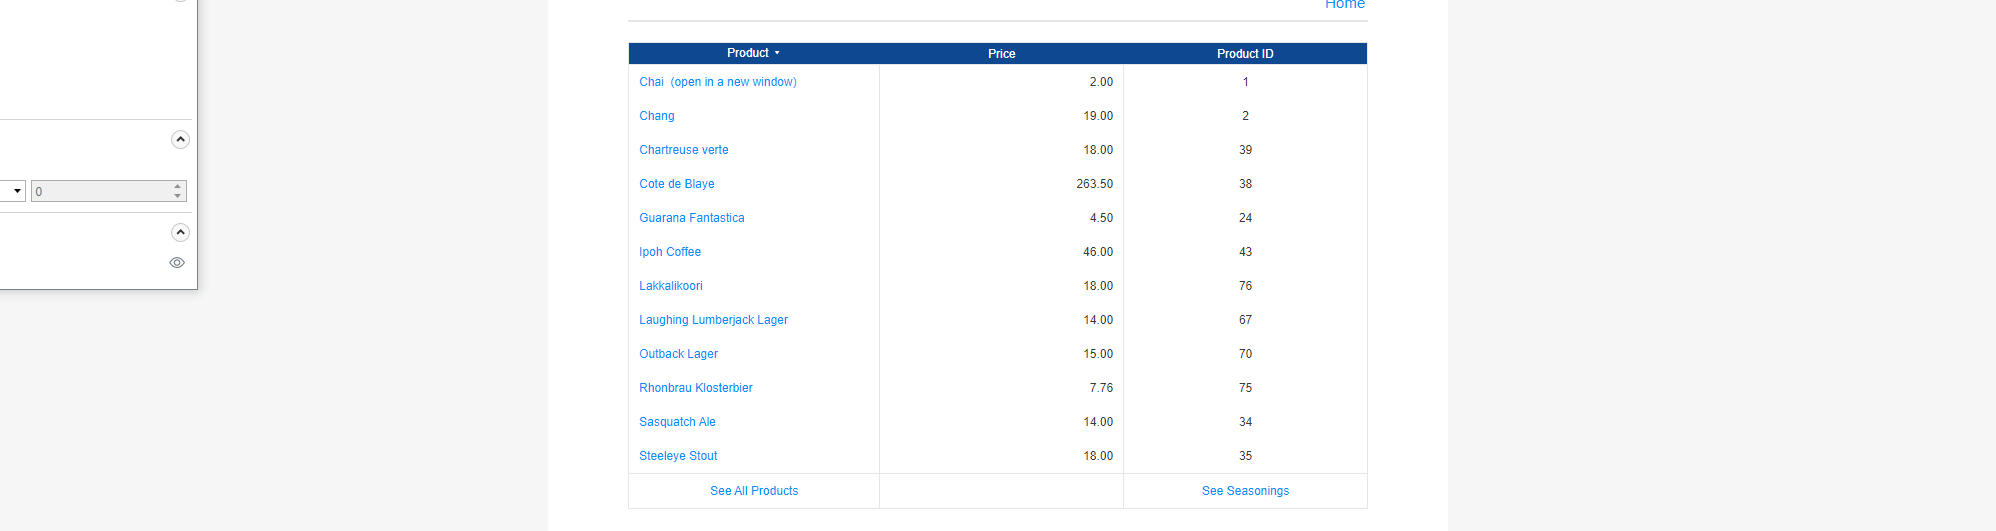 Home
Product Price Product ID
Chai (open in a new window) 2.00 1
Chang 19.00 2
Chartreuse verte 18.00 39
Cote de Blaye 263.50 38
0
Guarana Fantastica 4.50 24
Ipoh Coffee 46.00 43
Lakkalikoori 18.00 76
Laughing Lumberjack Lager 14.00 67
Outback Lager 15.00 70
Rhonbrau Klosterbier 7.76 75
Sasquatch Ale 14.00 34
Steeleye Stout 18.00 35
See All Products See Seasonings